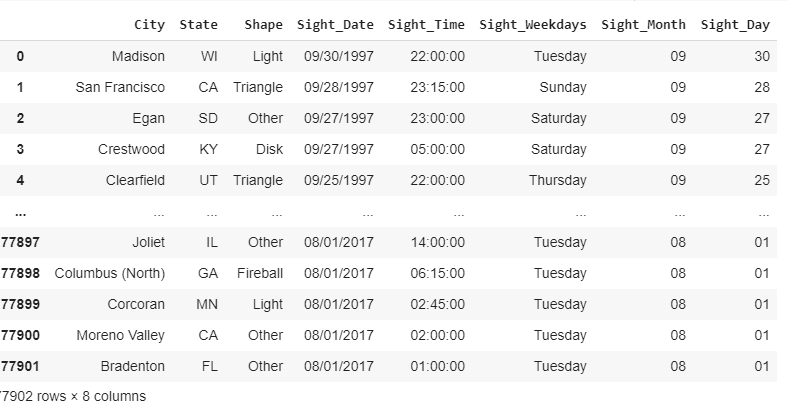 City State Shape Sight_Date Sight_Time Sight_Weekdays Sight_Month Sight_Day
0 Madison WI Light 09/30/1997 22:00:00 Tuesday 09 30
1 San Francisco CA Triangle 09/28/1997 23:15:00 Sunday 09 28
2 Egan SD Other 09/27/1997 23:00:00 Saturday 09 27
3 Crestwood KY Disk 09/27/1997 05:00:00 Saturday 09 27
4 Clearfield UT Triangle 09/25/1997 22:00:00 Thursday 09 25
... ... ... ... ... ... ... ... ...
77897 Joliet IL Other 08/01/2017 14:00:00 Tuesday 08 01
77898 Columbus (North) GA Fireball 08/01/2017 06:15:00 Tuesday 08 01
77899 Corcoran MN Light 08/01/2017 02:45:00 Tuesday 08 01
77900 Moreno Valley CA Other 08/01/2017 02:00:00 Tuesday 08 01
77901 Bradenton FL Other 08/01/2017 01:00:00 Tuesday 08 01
77902 rows × 8 columns